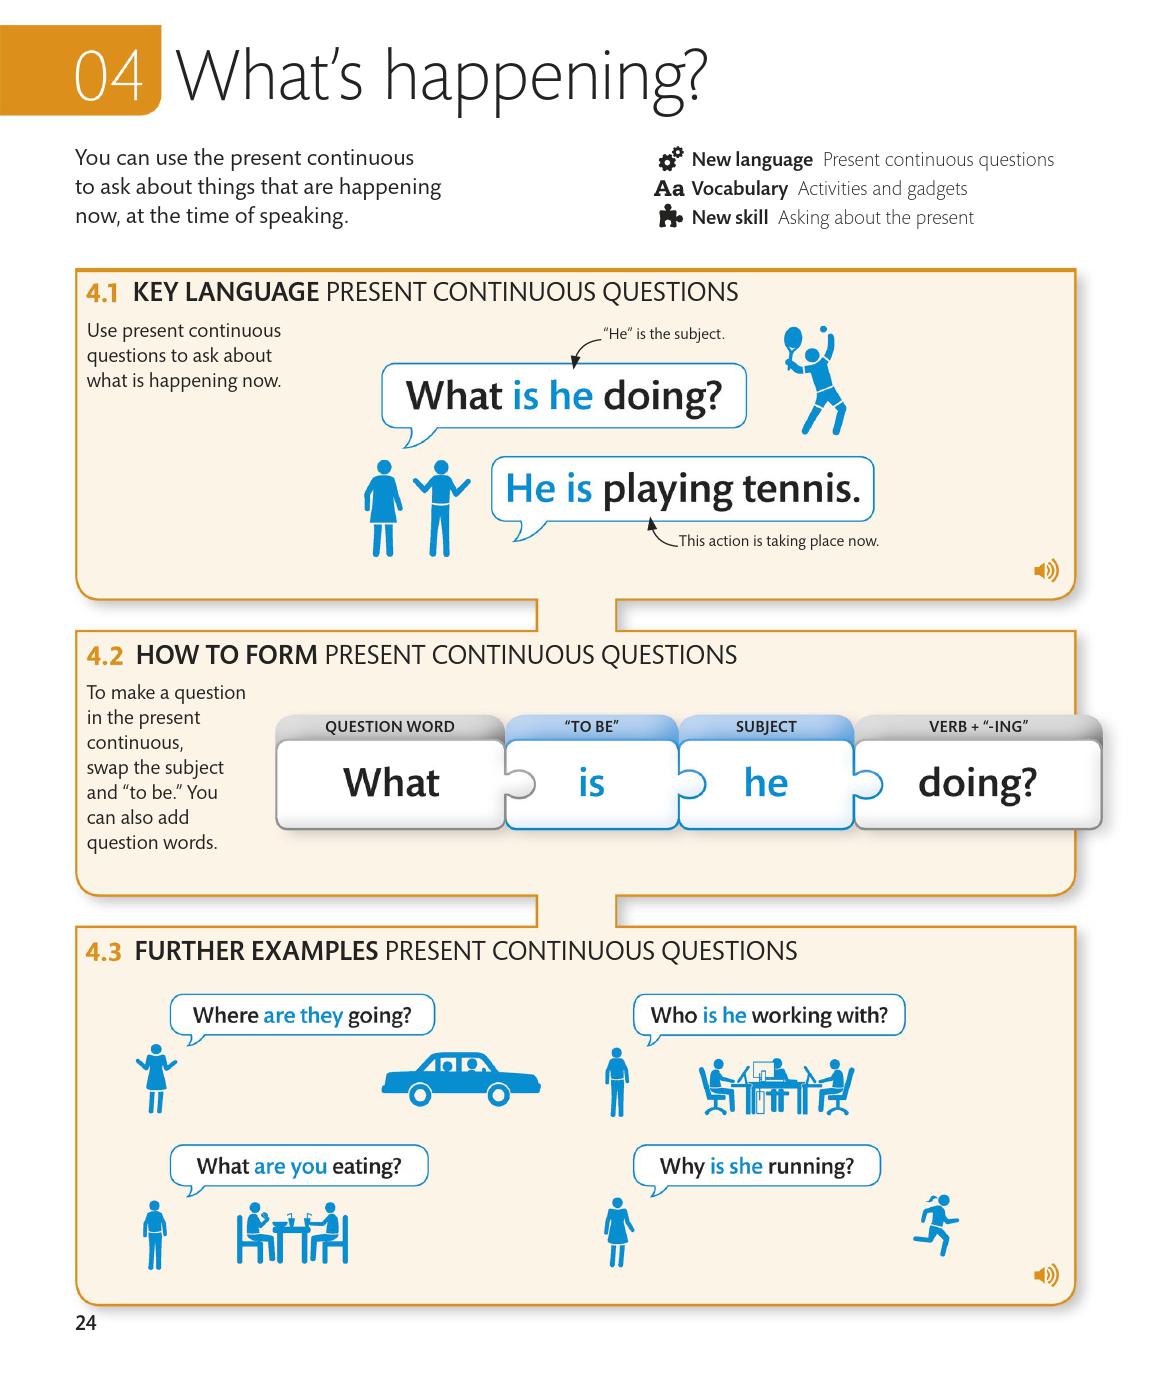 04 What's happening?
You can use the present continuous
to ask about things that are happening
now, at the time of speaking.
New language Present continuous questions
Aa Vocabulary Activities and gadgets
New skill Asking about the present
4.1 KEY LANGUAGE PRESENT CONTINUOUS QUESTIONS
Use present continuous
questions to ask about
what is happening now.
“He” is the subject.
What is he doing?
He is playing tennis.
This action is taking place now.
4.2 HOW TO FORM PRESENT CONTINUOUS QUESTIONS
To make a question
in the present
continuous,
swap the subject
and “to be.” You
can also add
question words.
QUESTION WORD “TO BE” SUBJECT VERB + “-ING”
What is he doing?
4.3 FURTHER EXAMPLES PRESENT CONTINUOUS QUESTIONS
Where are they going?
Who is he working with?
What are you eating?
Why is she running?
24